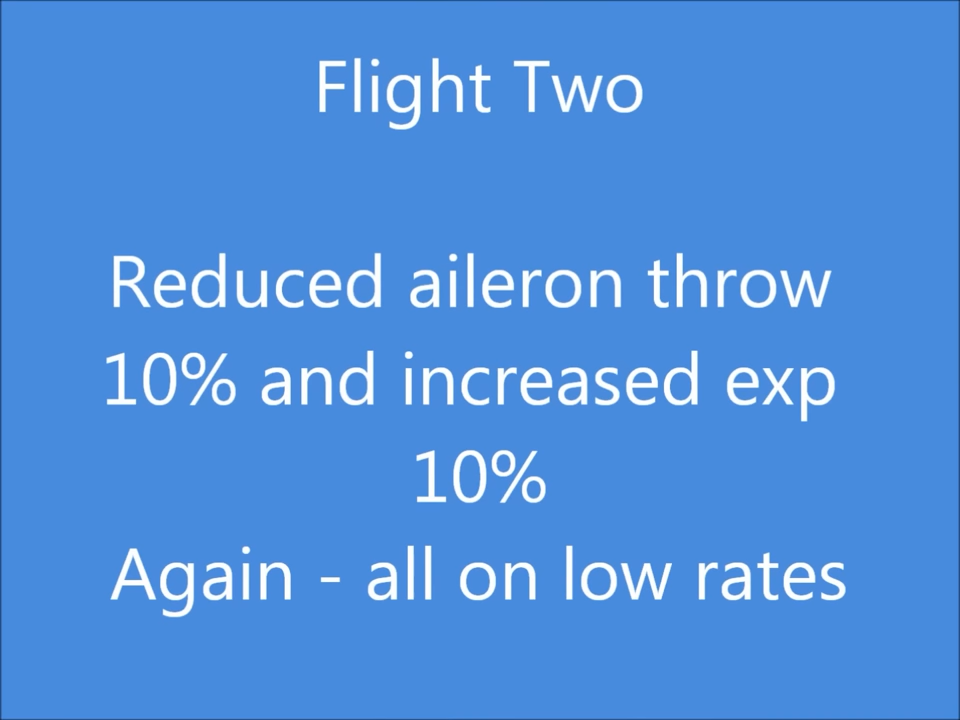 Flight Two
Reduced aileron throw
10% and increased exp
10%
Again - all on low rates